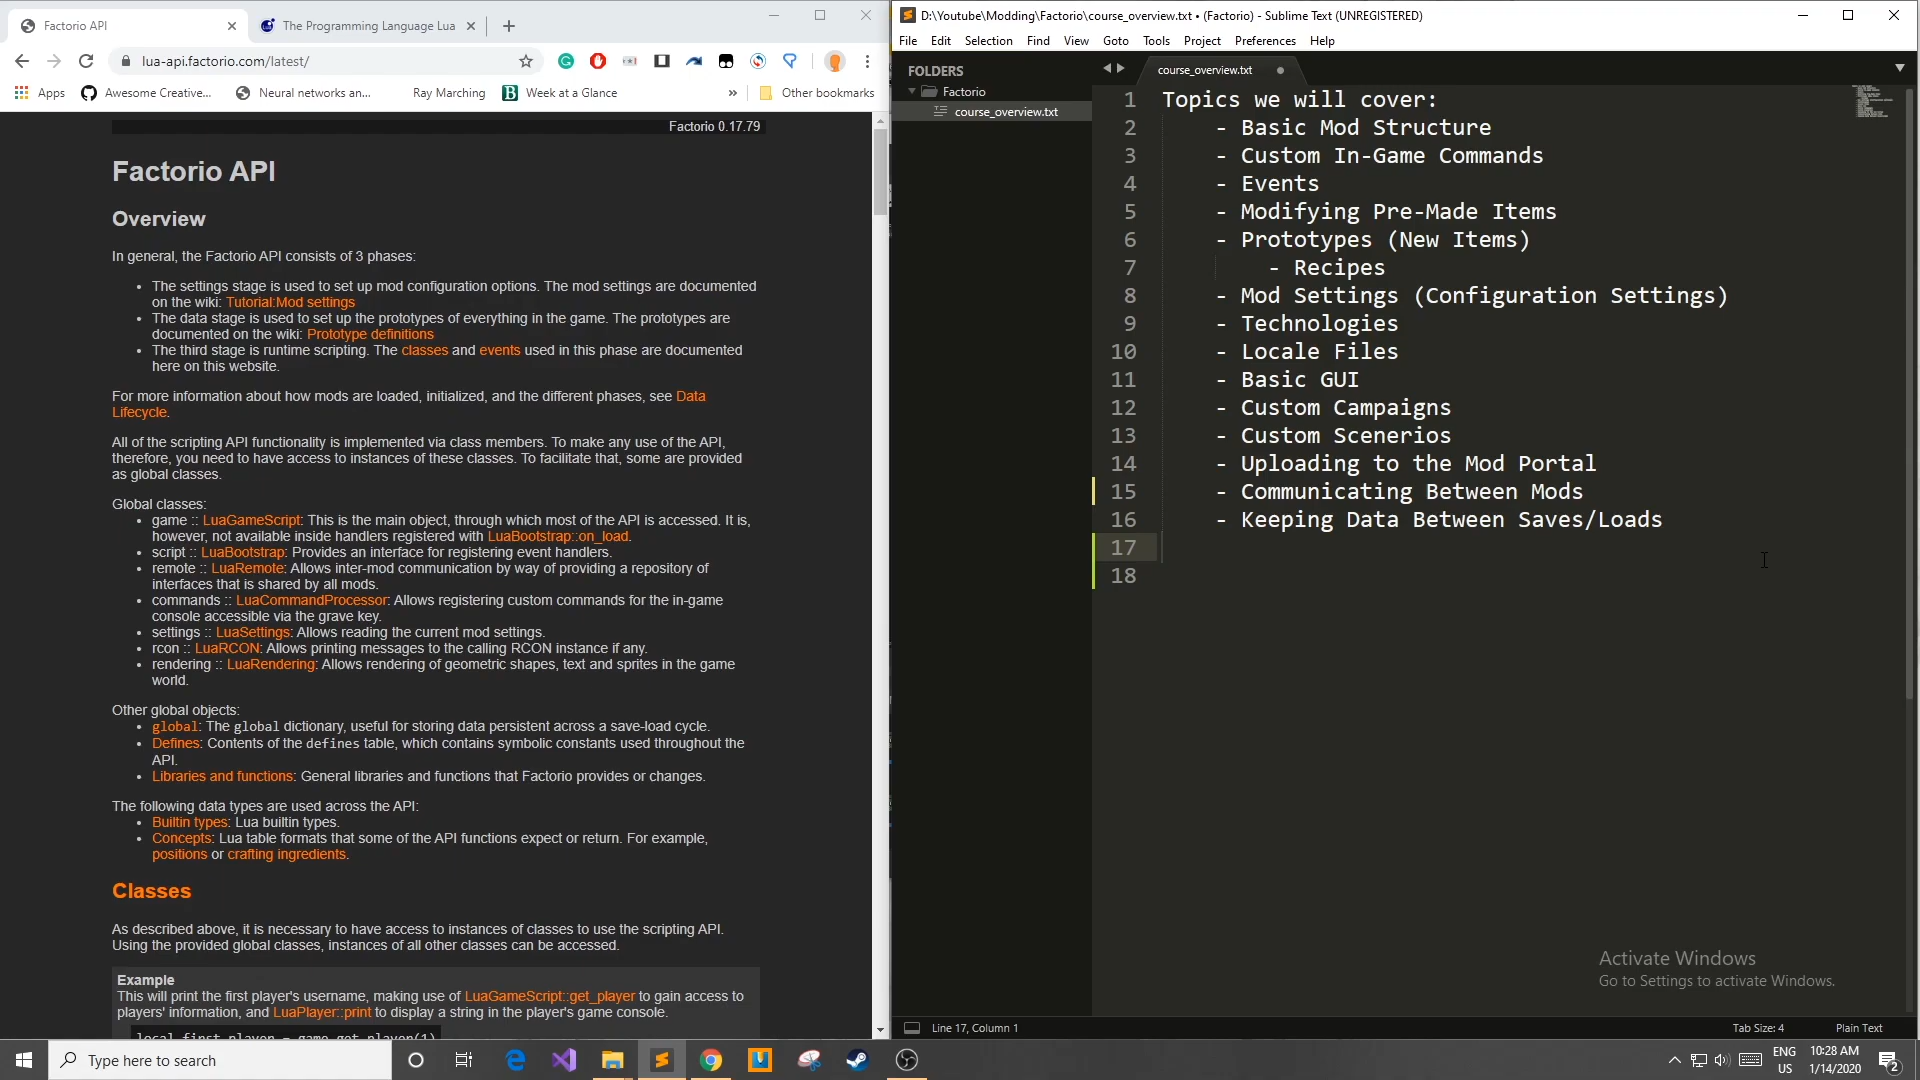 Factorio API
The Programming Language Lua
lua-api.factorio.com/latest/
Apps
Awesome Creative...
Neural networks an...
Ray Marching
Week at a Glance
»
Other bookmarks
Factorio 0.17.79
Factorio API
Overview
In general, the Factorio API consists of 3 phases:
• The settings stage is used to set up mod configuration options. The mod settings are documented
on the wiki: Tutorial:Mod settings
• The data stage is used to set up the prototypes of everything in the game. The prototypes are
documented on the wiki: Prototype definitions
• The third stage is runtime scripting. The classes and events used in this phase are documented
here on this website.
For more information about how mods are loaded, initialized, and the different phases, see Data
Lifecycle.
All of the scripting API functionality is implemented via class members. To make any use of the API,
therefore, you need to have access to instances of these classes. To facilitate that, some are provided
as global classes.
Global classes:
• game :: LuaGameScript: This is the main object, through which most of the API is accessed. It is,
however, not available inside handlers registered with LuaBootstrap::on_load.
• script :: LuaBootstrap: Provides an interface for registering event handlers.
• remote :: LuaRemote: Allows inter-mod communication by way of providing a repository of
interfaces that is shared by all mods.
• commands :: LuaCommandProcessor: Allows registering custom commands for the in-game
console accessible via the grave key.
• settings :: LuaSettings: Allows reading the current mod settings.
• rcon :: LuaRCON: Allows printing messages to the calling RCON instance if any.
• rendering :: LuaRendering: Allows rendering of geometric shapes, text and sprites in the game
world.
Other global objects:
• global: The global dictionary, useful for storing data persistent across a save-load cycle.
• Defines: Contents of the defines table, which contains symbolic constants used throughout the
API.
• Libraries and functions: General libraries and functions that Factorio provides or changes.
The following data types are used across the API:
• Builtin types: Lua builtin types.
• Concepts: Lua table formats that some of the API functions expect or return. For example,
positions or crafting ingredients.
Classes
As described above, it is necessary to have access to instances of classes to use the scripting API.
Using the provided global classes, instances of all other classes can be accessed.
Example
This will print the first player's username, making use of LuaGameScript::get_player to gain access to
players' information, and LuaPlayer::print to display a string in the player's game console.
local first_player = game.get_player(1)
D:\Youtube\Modding\Factorio\course_overview.txt • (Factorio) - Sublime Text (UNREGISTERED)
File Edit Selection Find View Goto Tools Project Preferences Help
FOLDERS
Factorio
course_overview.txt
course_overview.txt
1 Topics we will cover:
2 - Basic Mod Structure
3 - Custom In-Game Commands
4 - Events
5 - Modifying Pre-Made Items
6 - Prototypes (New Items)
7 - Recipes
8 - Mod Settings (Configuration Settings)
9 - Technologies
10 - Locale Files
11 - Basic GUI
12 - Custom Campaigns
13 - Custom Scenerios
14 - Uploading to the Mod Portal
15 - Communicating Between Mods
16 - Keeping Data Between Saves/Loads
17
18
Activate Windows
Go to Settings to activate Windows.
Line 17, Column 1
Tab Size: 4
Plain Text
Type here to search
ENG
US
10:28 AM
1/14/2020
2